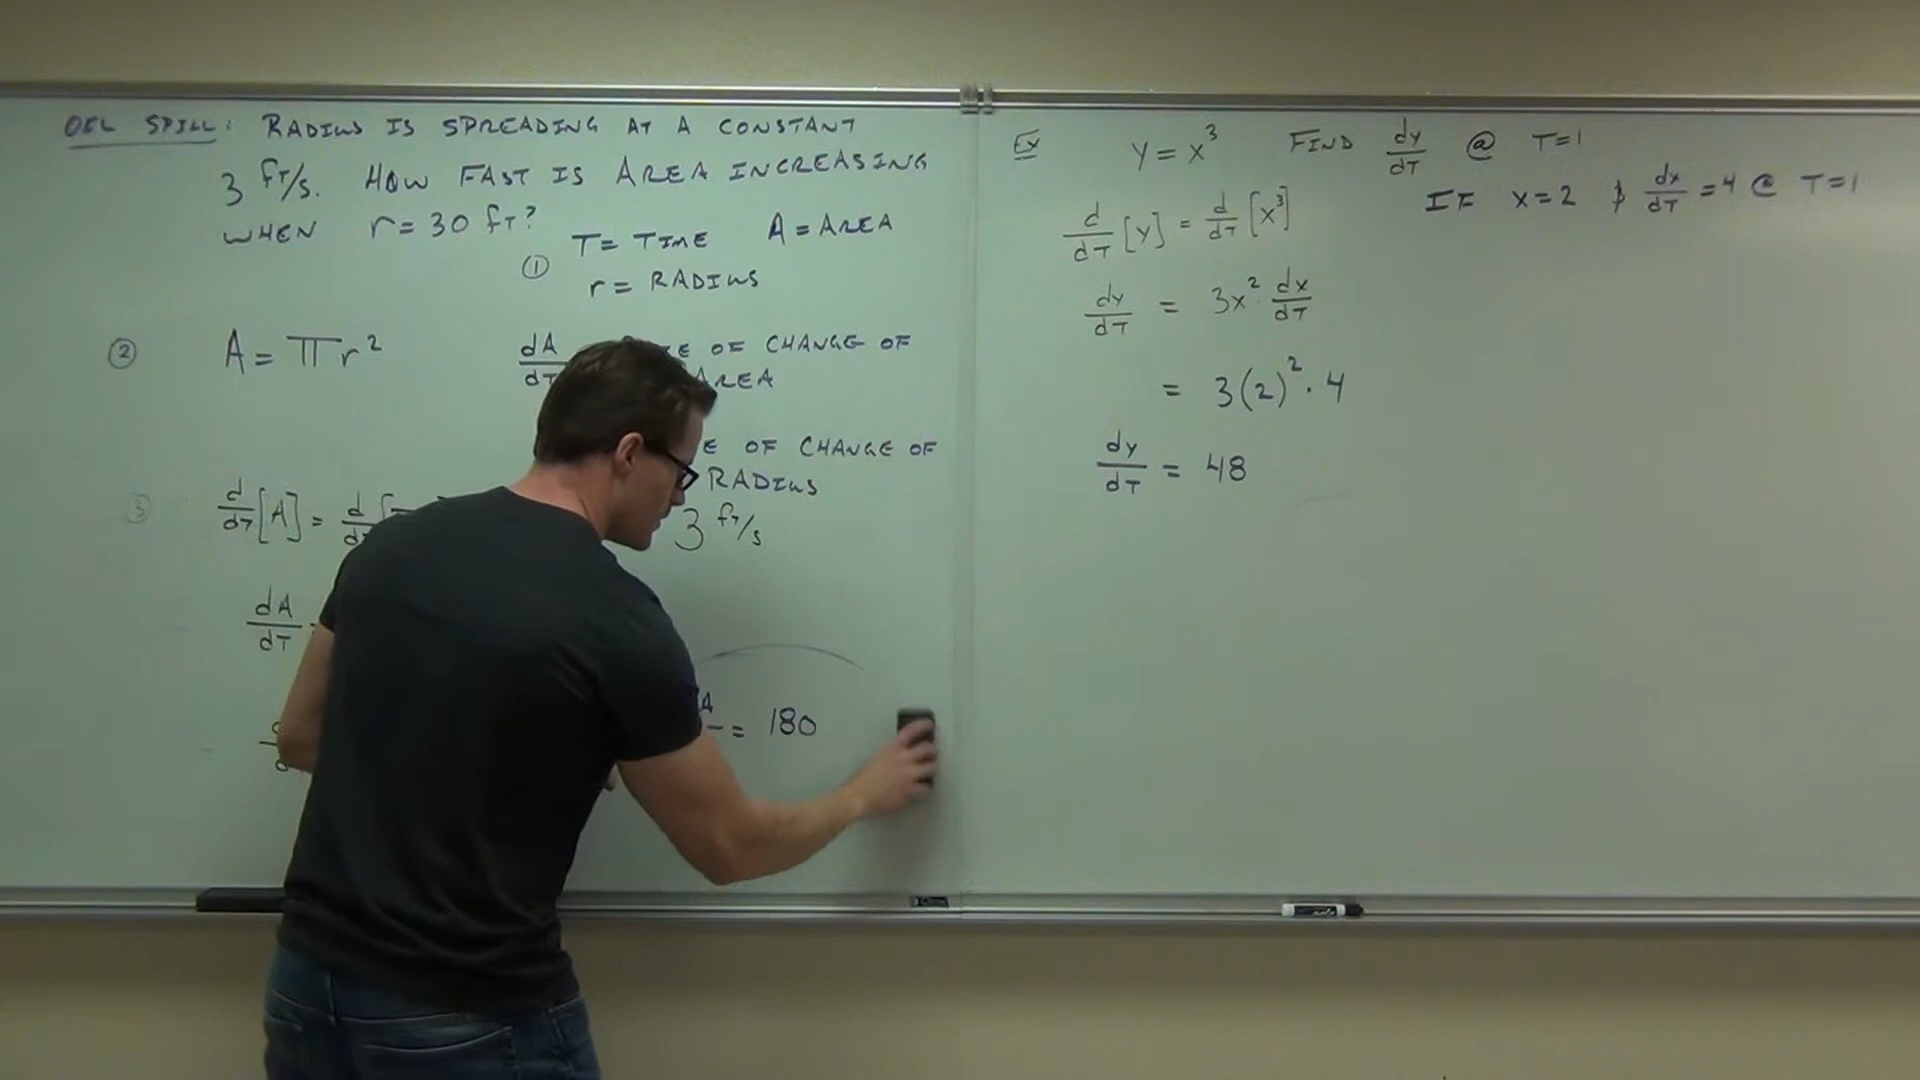 OIL SPILL: RADIUS IS SPREADING AT A CONSTANT
3 FT/S. HOW FAST IS AREA INCREASING
WHEN r = 30 FT?
① T = TIME A = AREA
r = RADIUS
② A = πr²
dA/dT OF CHANGE OF
AREA
OF CHANGE OF
RADIUS
3 FT/S
③ d/dT [A] = d/dT [
dA/dT
= 180
EX Y = X³ FIND dy/dT @ T=1
IF X=2 & dx/dT = 4 @ T=1
d/dT [Y] = d/dT [X³]
dy/dT = 3X² · dx/dT
= 3(2)² · 4
dy/dT = 48